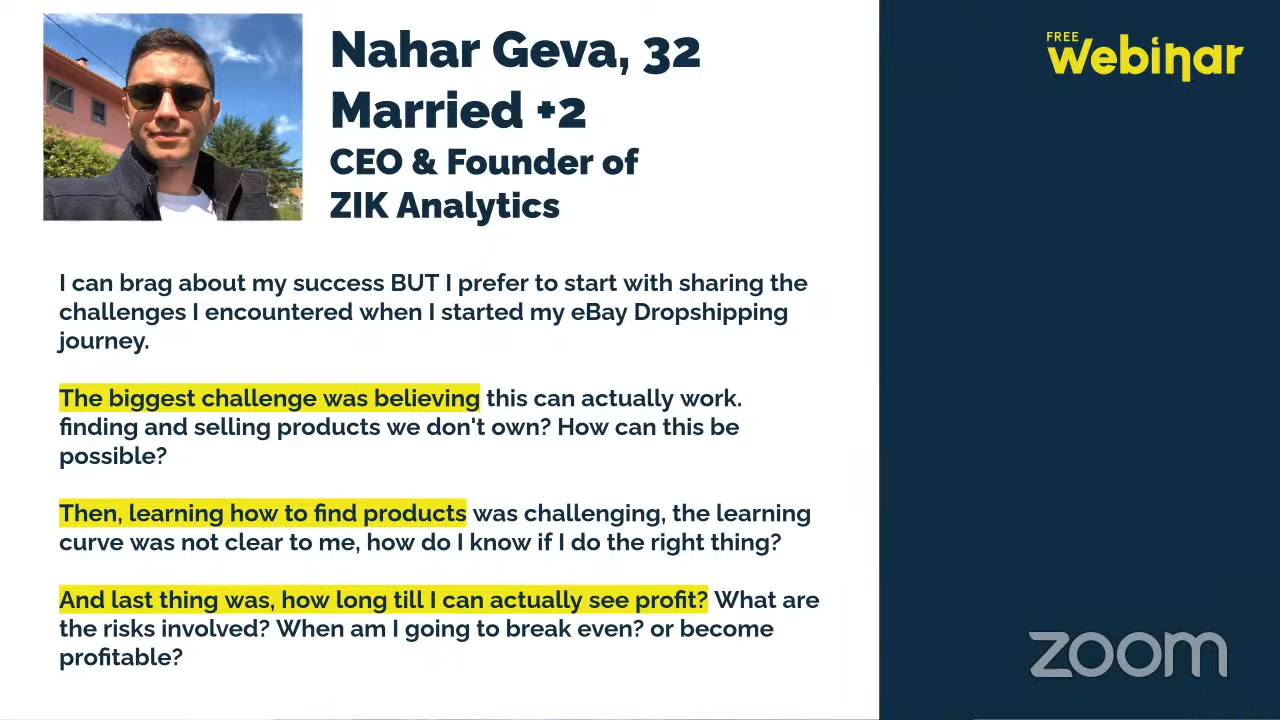 Nahar Geva, 32
Married +2
CEO & Founder of
ZIK Analytics
FREE
Webinar
I can brag about my success BUT I prefer to start with sharing the
challenges I encountered when I started my eBay Dropshipping
journey.
The biggest challenge was believing this can actually work.
finding and selling products we don't own? How can this be
possible?
Then, learning how to find products was challenging, the learning
curve was not clear to me, how do I know if I do the right thing?
And last thing was, how long till I can actually see profit? What are
the risks involved? When am I going to break even? or become
profitable?
zoom